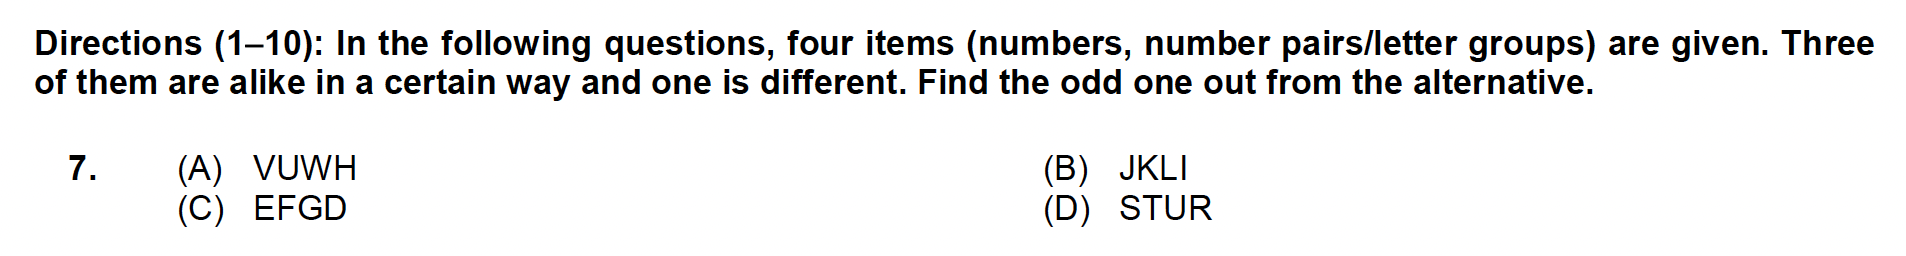 Directions (1–10): In the following questions, four items (numbers, number pairs/letter groups) are given. Three
of them are alike in a certain way and one is different. Find the odd one out from the alternative.
7. (A) VUWH (B) JKLI
(C) EFGD (D) STUR